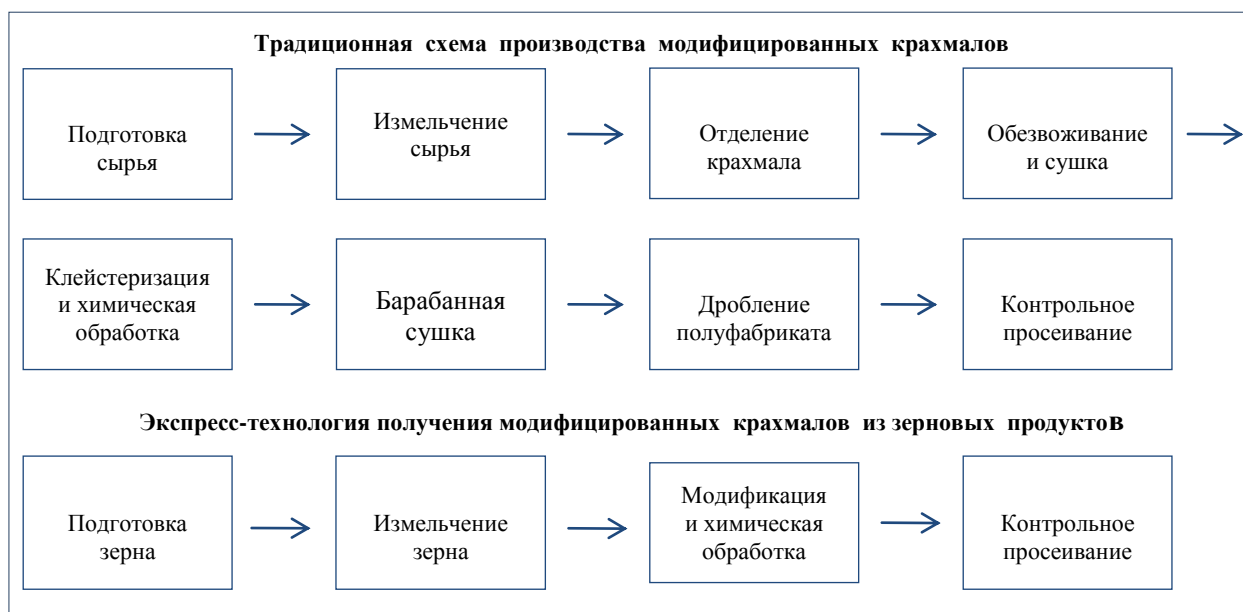 Традиционная схема производства модифицированных крахмалов
Подготовка
сырья
Измельчение
сырья
Отделение
крахмала
Обезвоживание
и сушка
Клейстеризация
и химическая
обработка
Барабанная
сушка
Дробление
полуфабриката
Контрольное
просеивание
Экспресс-технология получения модифицированных крахмалов из зерновых продуктов
Подготовка
зерна
Измельчение
зерна
Модификация
и химическая
обработка
Контрольное
просеивание